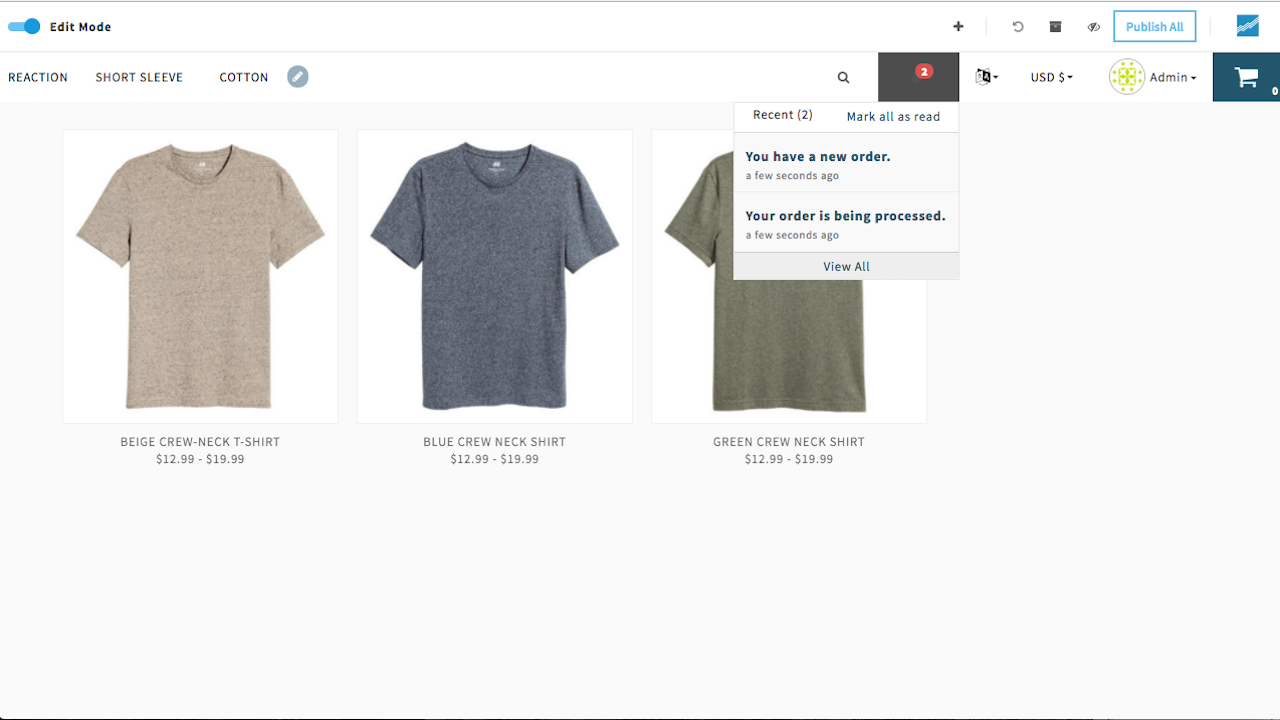 Edit Mode
Publish All
REACTION SHORT SLEEVE COTTON
2
USD $
Admin
0
Recent (2) Mark all as read
You have a new order.
a few seconds ago
Your order is being processed.
a few seconds ago
View All
BEIGE CREW-NECK T-SHIRT
$12.99 - $19.99
BLUE CREW NECK SHIRT
$12.99 - $19.99
GREEN CREW NECK SHIRT
$12.99 - $19.99